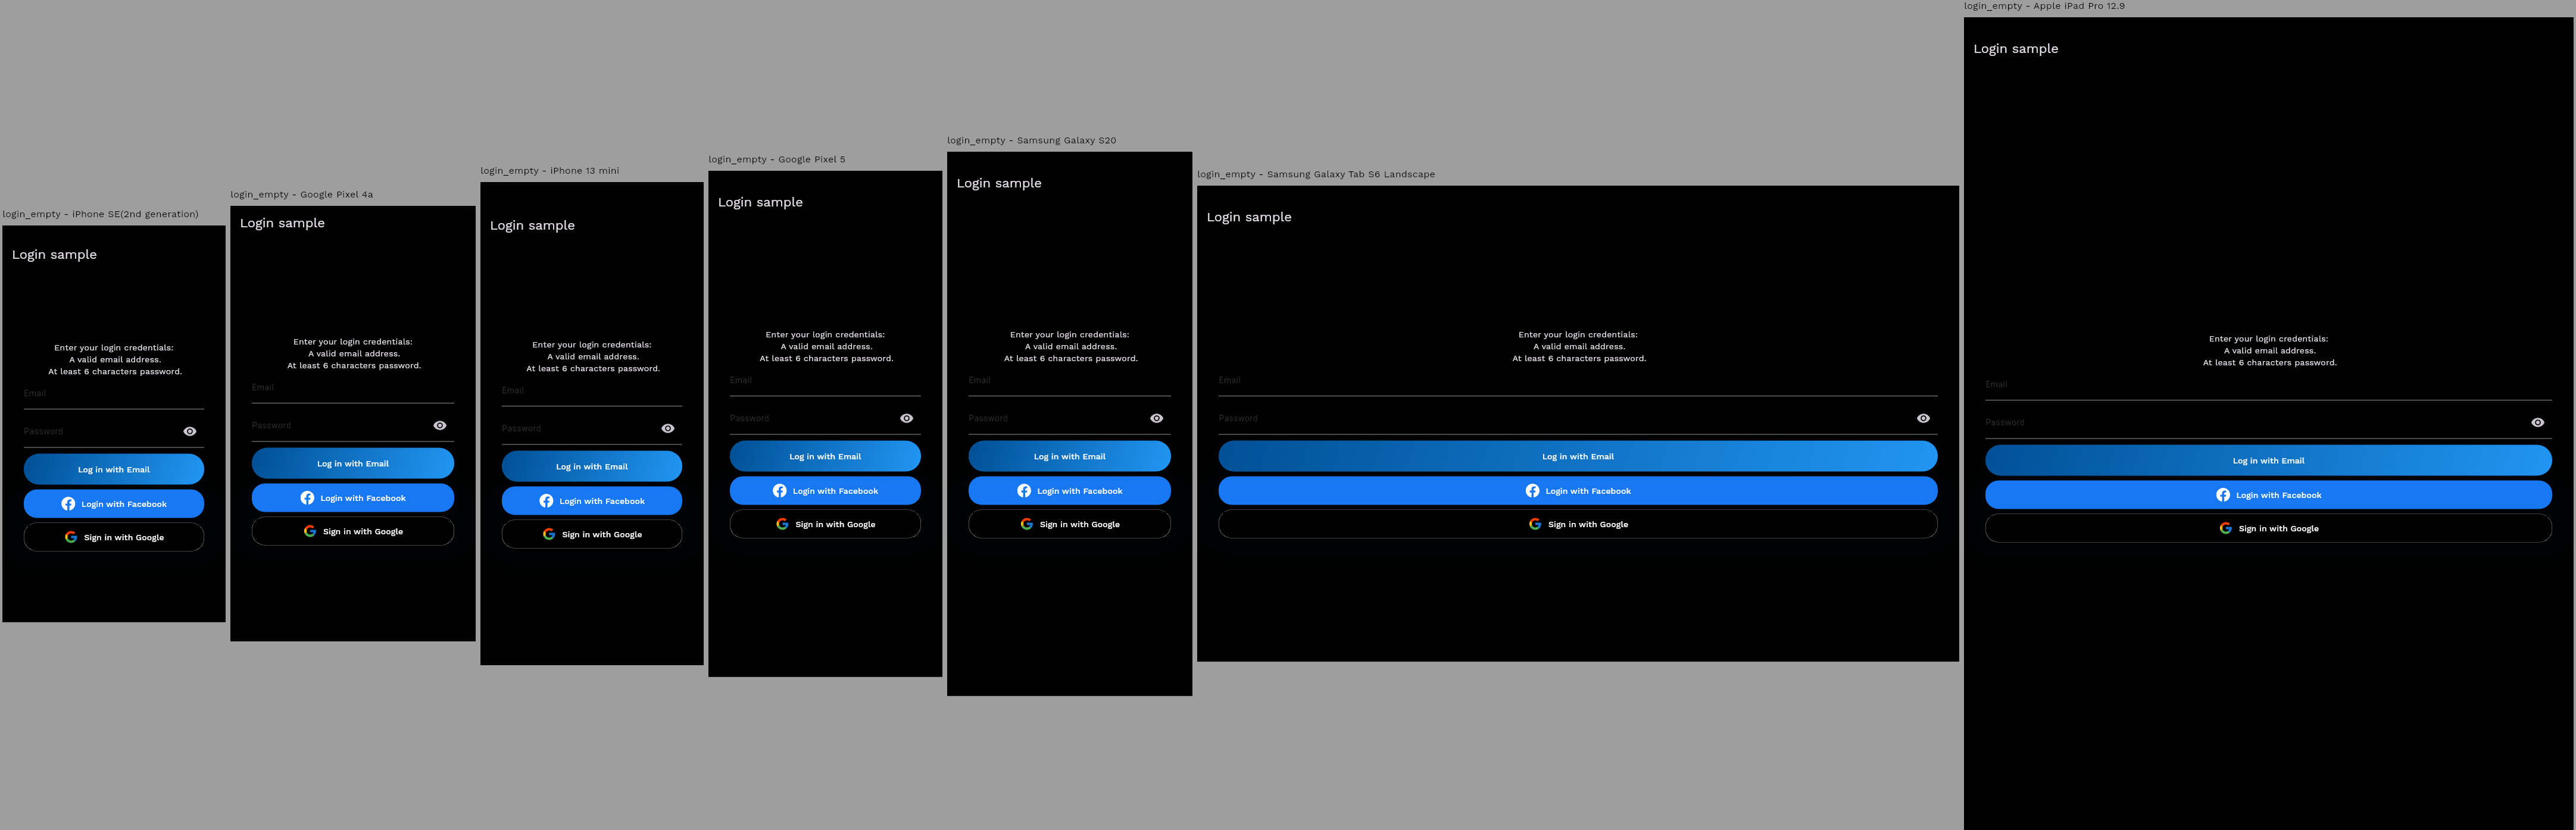 login_empty - iPhone SE(2nd generation)
Login sample
Enter your login credentials:
A valid email address.
At least 6 characters password.
Email
Password
Log in with Email
Login with Facebook
Sign in with Google
login_empty - Google Pixel 4a
Login sample
Enter your login credentials:
A valid email address.
At least 6 characters password.
Email
Password
Log in with Email
Login with Facebook
Sign in with Google
login_empty - iPhone 13 mini
Login sample
Enter your login credentials:
A valid email address.
At least 6 characters password.
Email
Password
Log in with Email
Login with Facebook
Sign in with Google
login_empty - Google Pixel 5
Login sample
Enter your login credentials:
A valid email address.
At least 6 characters password.
Email
Password
Log in with Email
Login with Facebook
Sign in with Google
login_empty - Samsung Galaxy S20
Login sample
Enter your login credentials:
A valid email address.
At least 6 characters password.
Email
Password
Log in with Email
Login with Facebook
Sign in with Google
login_empty - Samsung Galaxy Tab S6 Landscape
Login sample
Enter your login credentials:
A valid email address.
At least 6 characters password.
Email
Password
Log in with Email
Login with Facebook
Sign in with Google
login_empty - Apple iPad Pro 12.9
Login sample
Enter your login credentials:
A valid email address.
At least 6 characters password.
Email
Password
Log in with Email
Login with Facebook
Sign in with Google